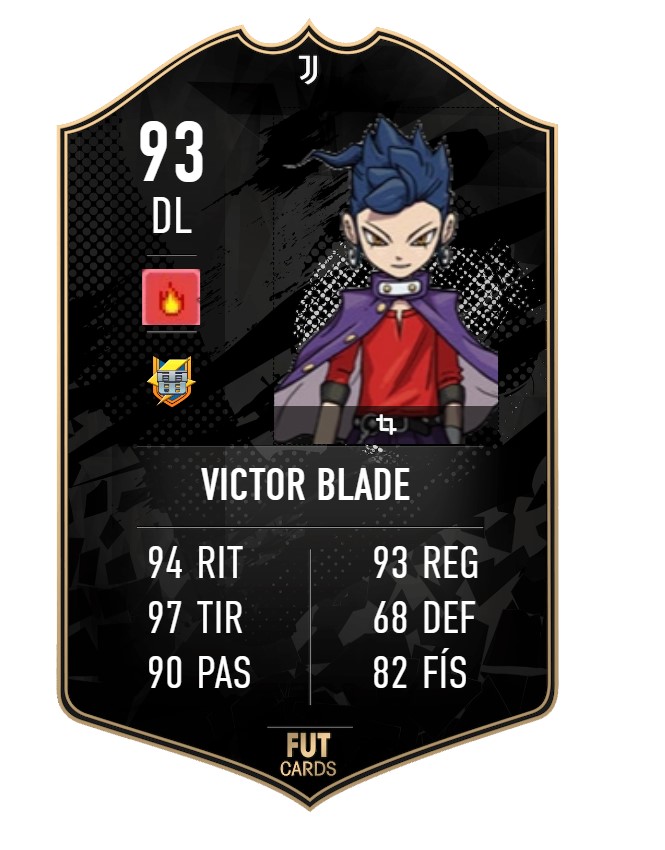 93
DL
VICTOR BLADE
94 RIT
93 REG
97 TIR
68 DEF
90 PAS
82 FÍS
FUT
CARDS